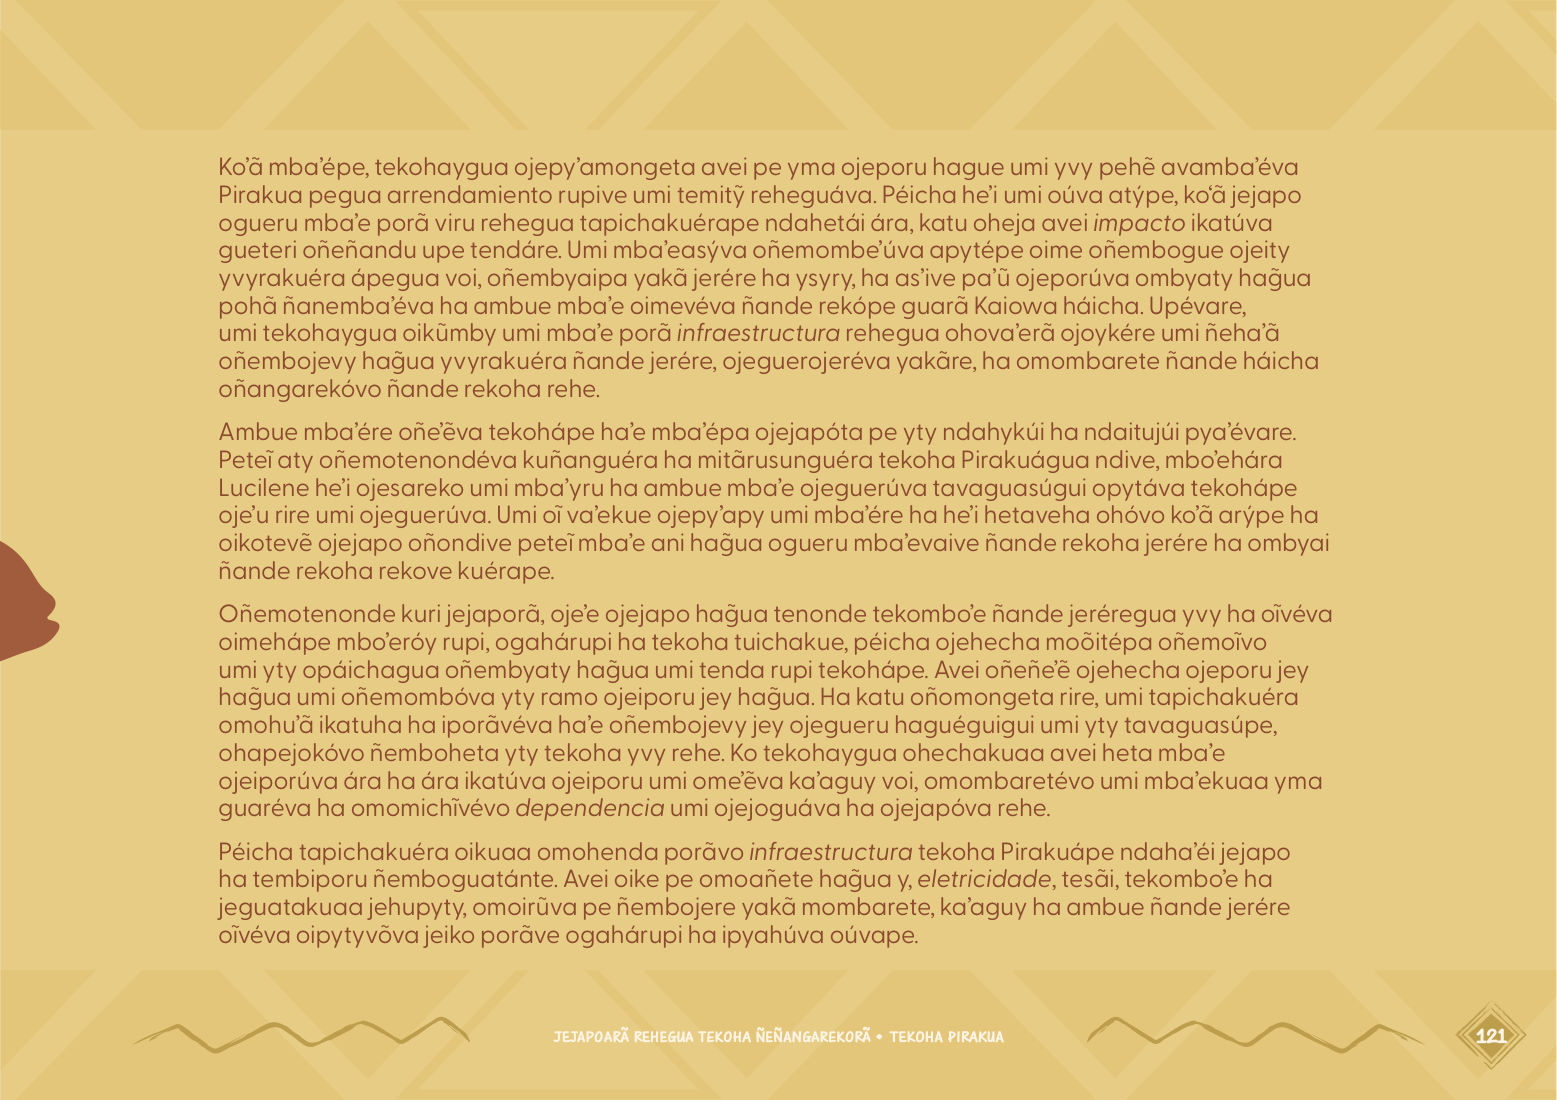 Ko’ã mba’épe, tekohaygua ojepy’amongeta avei pe yma ojeporu hague umi yvy pehẽ avamba’éva
Pirakua pegua arrendamiento rupive umi temitỹ reheguáva. Péicha he’i umi oúva atýpe, ko‘ã jejapo
ogueru mba’e porã viru rehegua tapichakuérape ndahetái ára, katu oheja avei impacto ikatúva
gueteri oñeñandu upe tendáre. Umi mba’easýva oñemombe’úva apytépe oime oñembogue ojeity
yvyrakuéra ápegua voi, oñembyaipa yakã jerére ha ysyry, ha as’ive pa’ũ ojeporúva ombyaty hag̃ua
pohã ñanemba’éva ha ambue mba’e oimevéva ñande rekópe guarã Kaiowa háicha. Upévare,
umi tekohaygua oikũmby umi mba’e porã infraestructura rehegua ohova’erã ojoykére umi ñeha’ã
oñembojevy hag̃ua yvyrakuéra ñande jerére, ojeguerojeréva yakãre, ha omombarete ñande háicha
oñangarekóvo ñande rekoha rehe.
Ambue mba’ére oñe’ẽva tekohápe ha’e mba’épa ojejapóta pe yty ndahykúi ha ndaitujúi pya’évare.
Peteĩ aty oñemotenondéva kuñanguéra ha mitãrusunguéra tekoha Pirakuágua ndive, mbo’ehára
Lucilene he’i ojesareko umi mba’yru ha ambue mba’e ojeguerúva tavaguasúgui opytáva tekohápe
oje’u rire umi ojeguerúva. Umi oĩ va’ekue ojepy’apy umi mba’ére ha he’i hetaveha ohóvo ko’ã arýpe ha
oikotevẽ ojejapo oñondive peteĩ mba’e ani hag̃ua ogueru mba’evaive ñande rekoha jerére ha ombyai
ñande rekoha rekove kuérape.
Oñemotenonde kuri jejaporã, oje’e ojejapo hag̃ua tenonde tekombo’e ñande jeréregua yvy ha oĩvéva
oimehápe mbo’eróy rupi, ogahárupi ha tekoha tuichakue, péicha ojehecha moõitépa oñemoĩvo
umi yty opáichagua oñembyaty hag̃ua umi tenda rupi tekohápe. Avei oñeñe’ẽ ojehecha ojeporu jey
hag̃ua umi oñemombóva yty ramo ojeiporu jey hag̃ua. Ha katu oñomongeta rire, umi tapichakuéra
omohu’ã ikatuha ha iporãvéva ha’e oñembojevy jey ojegueru haguéguigui umi yty tavaguasúpe,
ohapejokóvo ñemboheta yty tekoha yvy rehe. Ko tekohaygua ohechakuaa avei heta mba’e
ojeiporúva ára ha ára ikatúva ojeiporu umi ome’ẽva ka’aguy voi, omombaretévo umi mba’ekuaa yma
guaréva ha omomichĩvévo dependencia umi ojejoguáva ha ojejapóva rehe.
Péicha tapichakuéra oikuaa omohenda porãvo infraestructura tekoha Pirakuápe ndaha’éi jejapo
ha tembiporu ñemboguatánte. Avei oike pe omoañete hag̃ua y, eletricidade, tesãi, tekombo’e ha
jeguatakuaa jehupyty, omoirũva pe ñembojere yakã mombarete, ka’aguy ha ambue ñande jerére
oĩvéva oipytyvõva jeiko porãve ogahárupi ha ipyahúva oúvape.
JEJAPOARÃ REHEGUA TEKOHA ÑEÑANGAREKORÃ • TEKOHA PIRAKUA
121